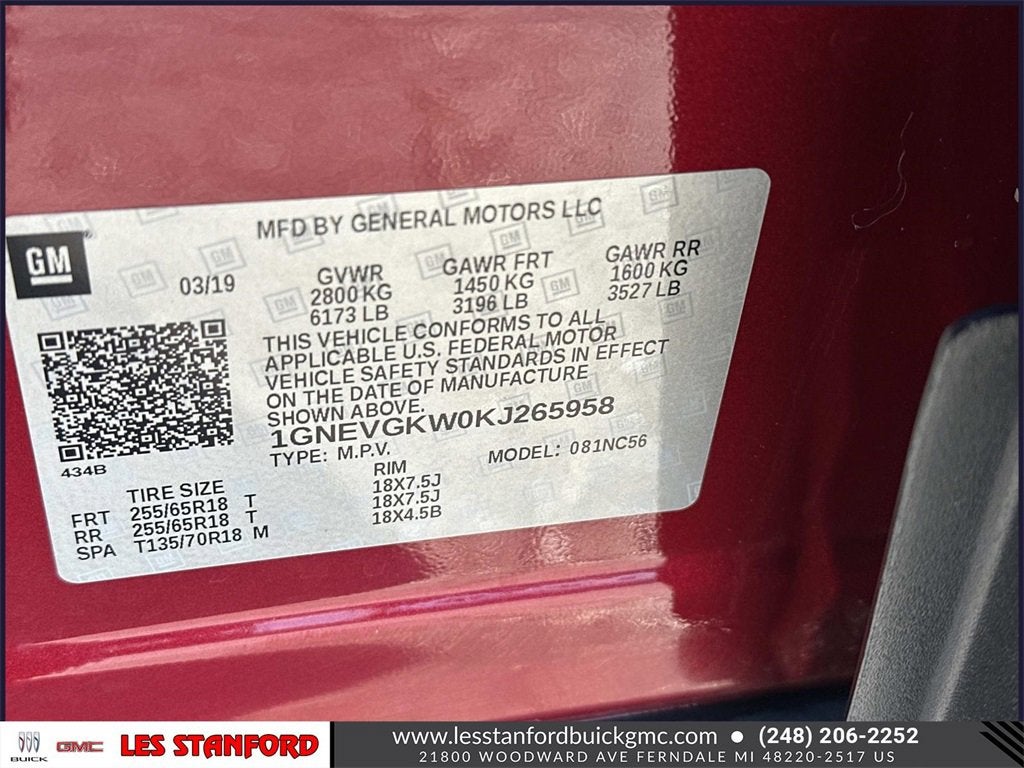 MFD BY GENERAL MOTORS LLC
GM
03/19
GVWR
2800 KG
6173 LB
GAWR FRT
1450 KG
3196 LB
GAWR RR
1600 KG
3527 LB
THIS VEHICLE CONFORMS TO ALL
APPLICABLE U.S. FEDERAL MOTOR
VEHICLE SAFETY STANDARDS IN EFFECT
ON THE DATE OF MANUFACTURE
SHOWN ABOVE.
1GNEVGKW0KJ265958
TYPE: M.P.V. MODEL: 081NC56
434B
TIRE SIZE RIM
FRT 255/65R18 T 18X7.5J
RR 255/65R18 T 18X7.5J
SPA T135/70R18 M 18X4.5B
BUICK GMC LES STANFORD
www.lesstanfordbuickgmc.com • (248) 206-2252
21800 WOODWARD AVE FERNDALE MI 48220-2517 US